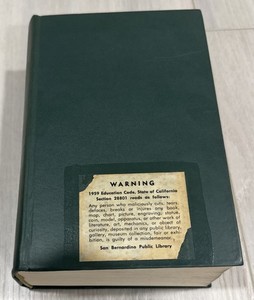 WARNING
1959 Education Code, State of California
Section 28801 reads as follows:
Any person who maliciously cuts, tears
defaces, breaks or injures any book,
map, chart, picture, engraving, statue,
coin, model, apparatus, or other work of
literature, art, mechanics, or object of
curiosity, deposited in any public library,
gallery, museum collection, fair or exhi-
bition, is guilty of a misdemeanor.
San Bernardino Public Library